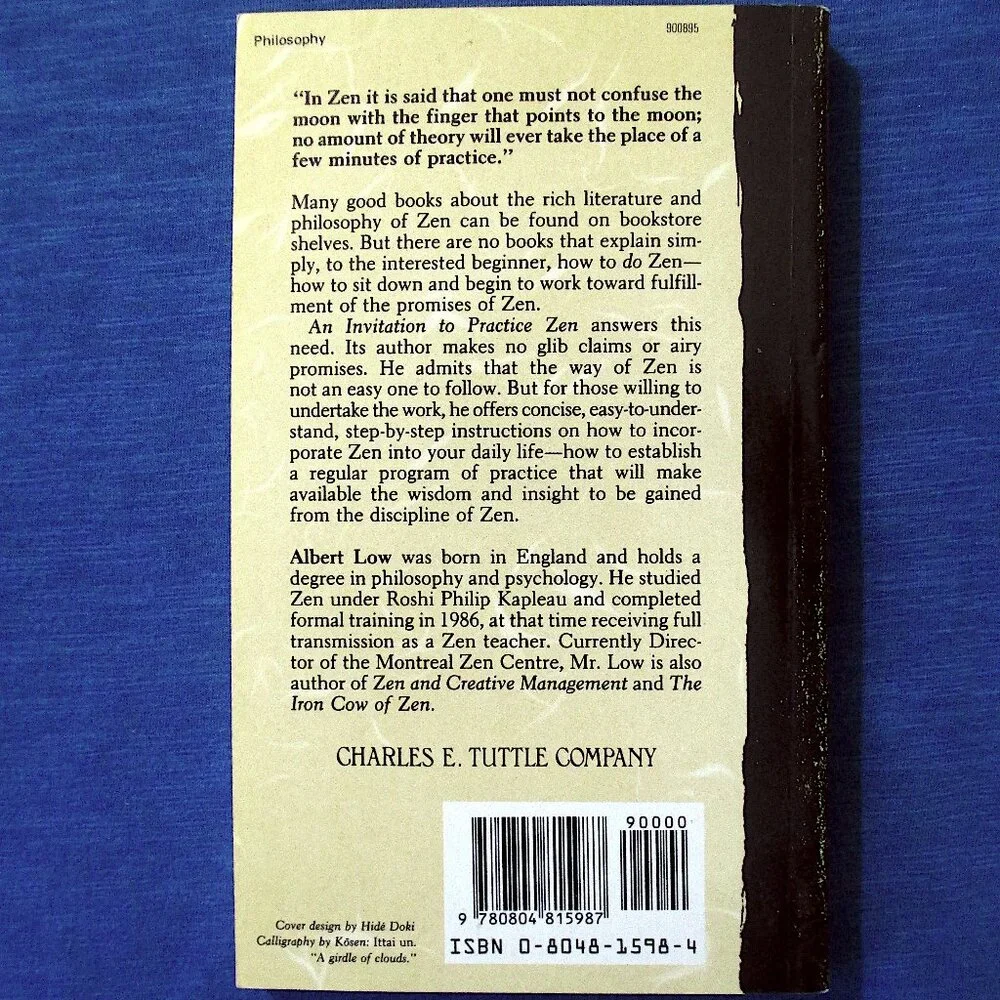 Philosophy
900895
“In Zen it is said that one must not confuse the
moon with the finger that points to the moon;
no amount of theory will ever take the place of a
few minutes of practice.”
Many good books about the rich literature and
philosophy of Zen can be found on bookstore
shelves. But there are no books that explain sim-
ply, to the interested beginner, how to do Zen—
how to sit down and begin to work toward fulfill-
ment of the promises of Zen.
An Invitation to Practice Zen answers this
need. Its author makes no glib claims or airy
promises. He admits that the way of Zen is
not an easy one to follow. But for those willing to
undertake the work, he offers concise, easy-to-under-
stand, step-by-step instructions on how to incor-
porate Zen into your daily life—how to establish
a regular program of practice that will make
available the wisdom and insight to be gained
from the discipline of Zen.
Albert Low was born in England and holds a
degree in philosophy and psychology. He studied
Zen under Roshi Philip Kapleau and completed
formal training in 1986, at that time receiving full
transmission as a Zen teacher. Currently Direc-
tor of the Montreal Zen Centre, Mr. Low is also
author of Zen and Creative Management and The
Iron Cow of Zen.
CHARLES E. TUTTLE COMPANY
90000
9 780804 815987
ISBN 0-8048-1598-4
Cover design by Hidé Doki
Calligraphy by Kōsen: Ittai un.
"A girdle of clouds."